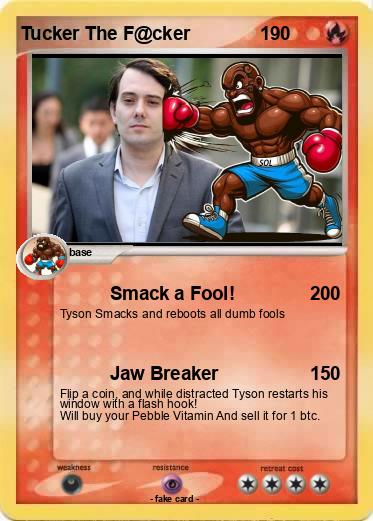 Tucker The F@cker 190
SOL
base
Smack a Fool! 200
Tyson Smacks and reboots all dumb fools
Jaw Breaker 150
Flip a coin, and while distracted Tyson restarts his
window with a flash hook!
Will buy your Pebble Vitamin And sell it for 1 btc.
weakness resistance retreat cost
- fake card -